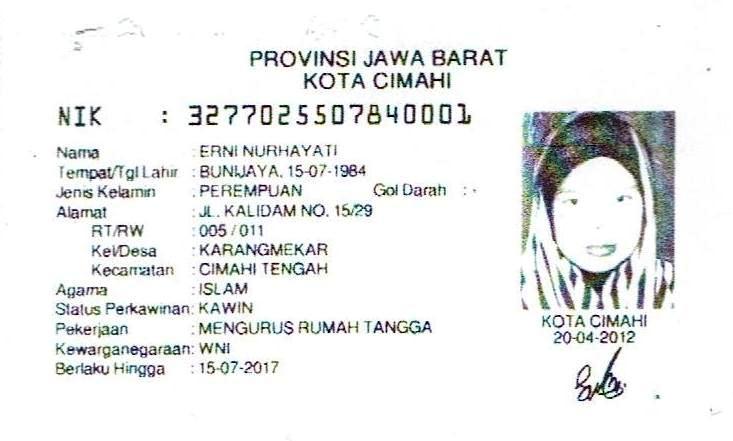 PROVINSI JAWA BARAT
KOTA CIMAHI
NIK : 3277025507840001
Nama : ERNI NURHAYATI
Tempat/Tgl Lahir : BUNIJAYA, 15-07-1984
Jenis Kelamin : PEREMPUAN Gol Darah : -
Alamat : JL. KALIDAM NO. 15/29
RT/RW : 005 / 011
Kel/Desa : KARANGMEKAR
Kecamatan : CIMAHI TENGAH
Agama : ISLAM
Status Perkawinan: KAWIN
Pekerjaan : MENGURUS RUMAH TANGGA
Kewarganegaraan: WNI
Berlaku Hingga : 15-07-2017
KOTA CIMAHI
20-04-2012